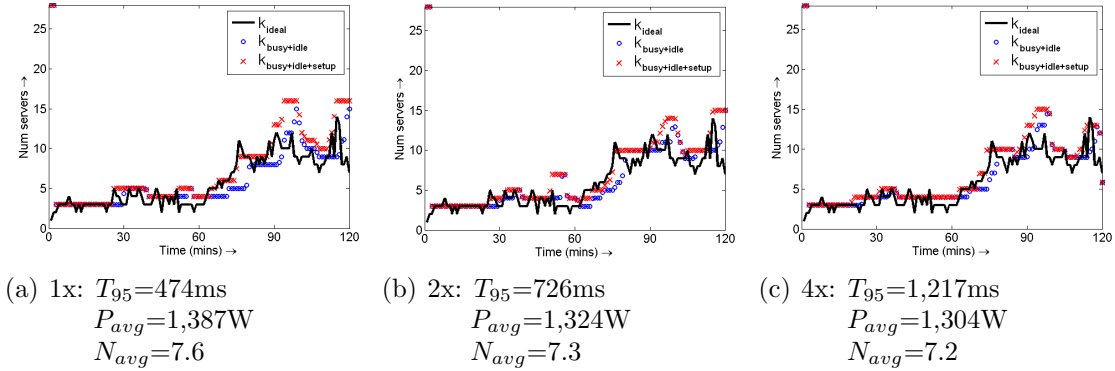 Num servers →
25
20
15
10
5
0
k_ideal
k_busy+idle
k_busy+idle+setup
0 30 60 90 120
Time (mins) →
(a) 1x: T_95=474ms
P_avg=1,387W
N_avg=7.6
Num servers →
25
20
15
10
5
0
k_ideal
k_busy+idle
k_busy+idle+setup
0 30 60 90 120
Time (mins) →
(b) 2x: T_95=726ms
P_avg=1,324W
N_avg=7.3
Num servers →
25
20
15
10
5
0
k_ideal
k_busy+idle
k_busy+idle+setup
0 30 60 90 120
Time (mins) →
(c) 4x: T_95=1,217ms
P_avg=1,304W
N_avg=7.2